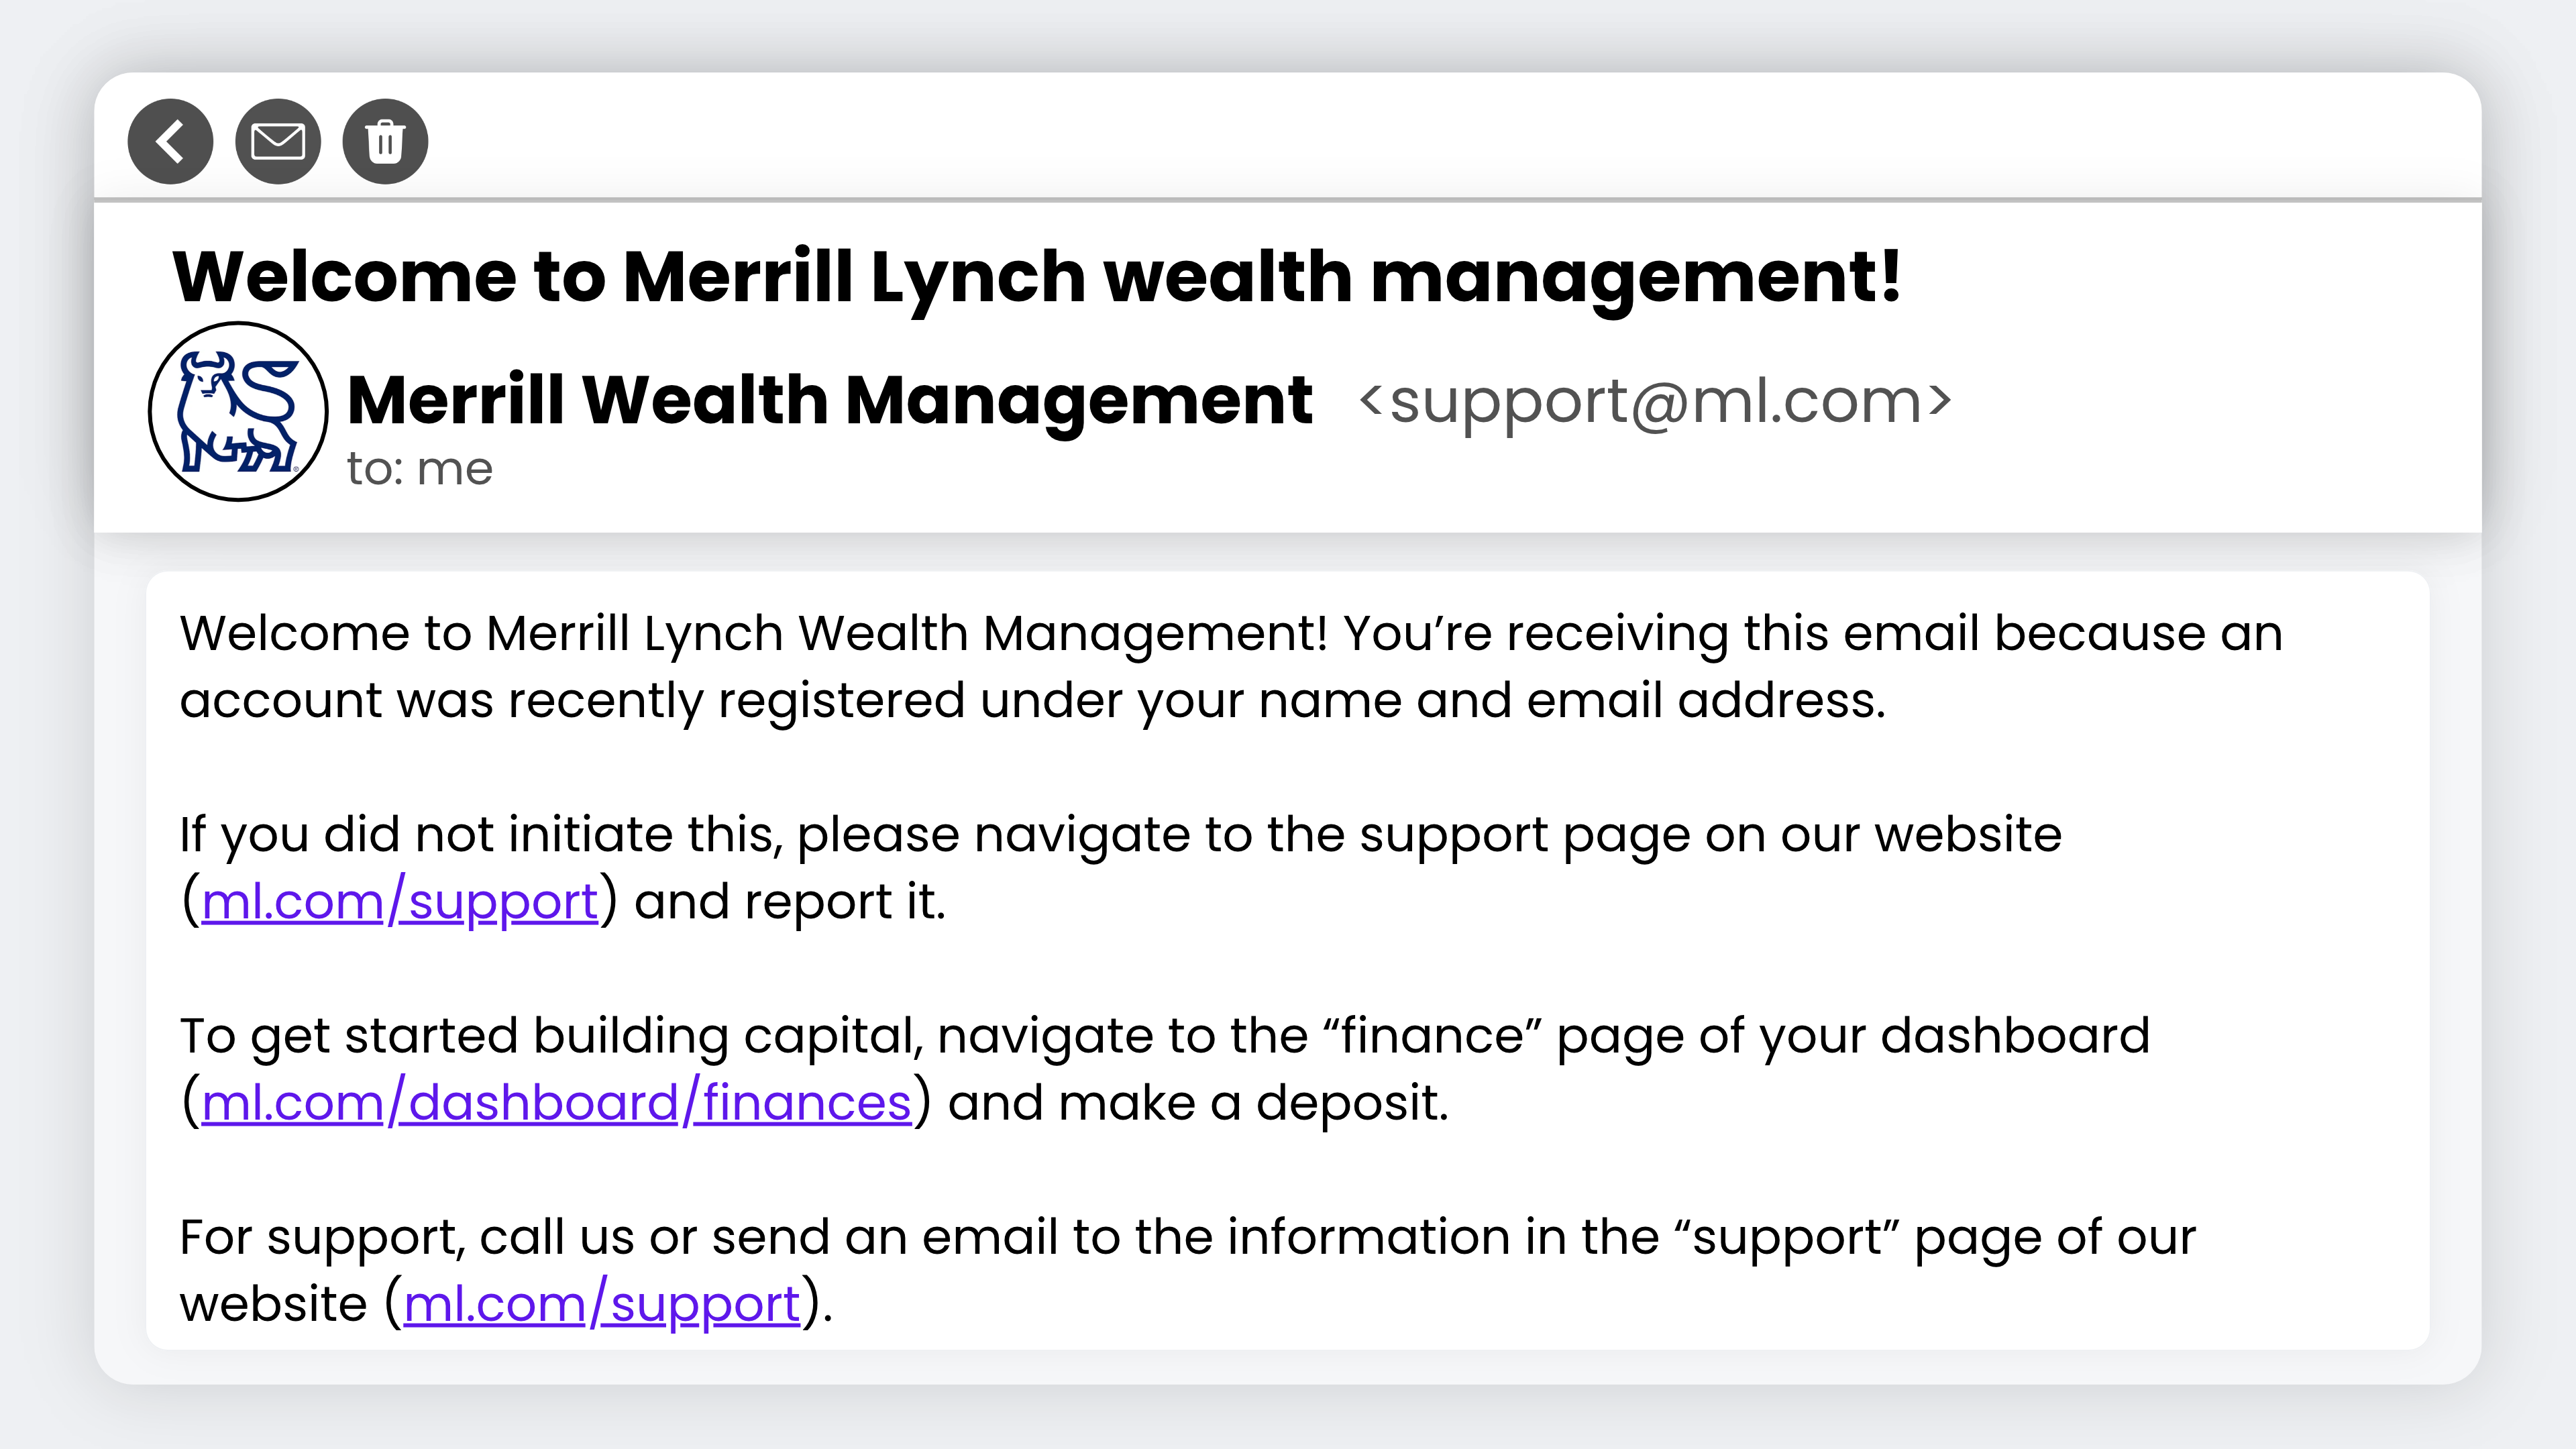 Welcome to Merrill Lynch wealth management!
Merrill Wealth Management <support@ml.com>
to: me
Welcome to Merrill Lynch Wealth Management! You’re receiving this email because an
account was recently registered under your name and email address.
If you did not initiate this, please navigate to the support page on our website
(ml.com/support) and report it.
To get started building capital, navigate to the “finance” page of your dashboard
(ml.com/dashboard/finances) and make a deposit.
For support, call us or send an email to the information in the “support” page of our
website (ml.com/support).